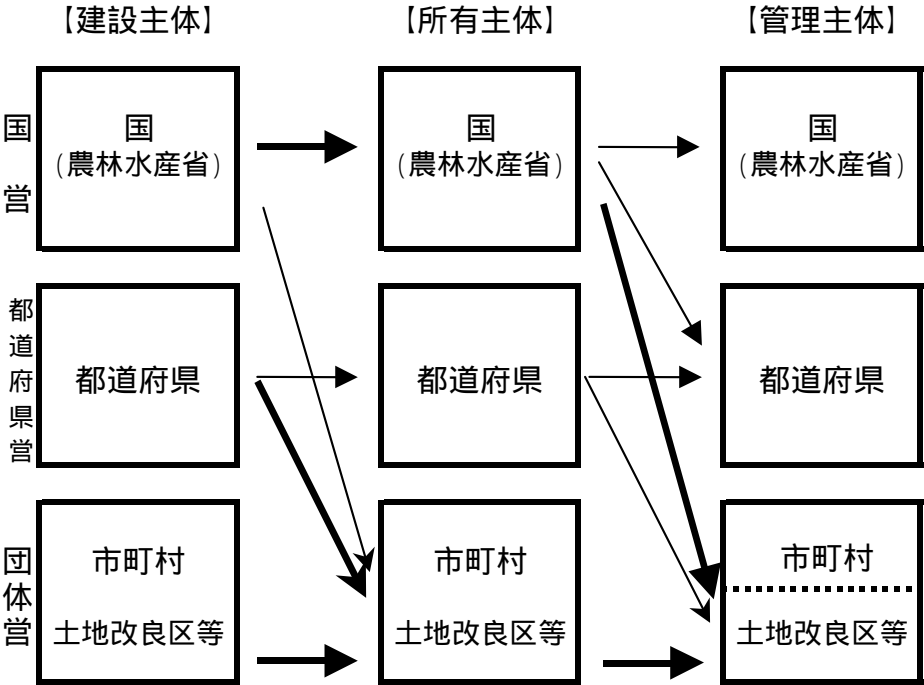 【建設主体】 【所有主体】 【管理主体】
国営
国 国 国
(農林水産省) (農林水産省) (農林水産省)
都道府県営
都道府県 都道府県 都道府県
団体営
市町村 市町村 市町村
土地改良区等 土地改良区等 土地改良区等